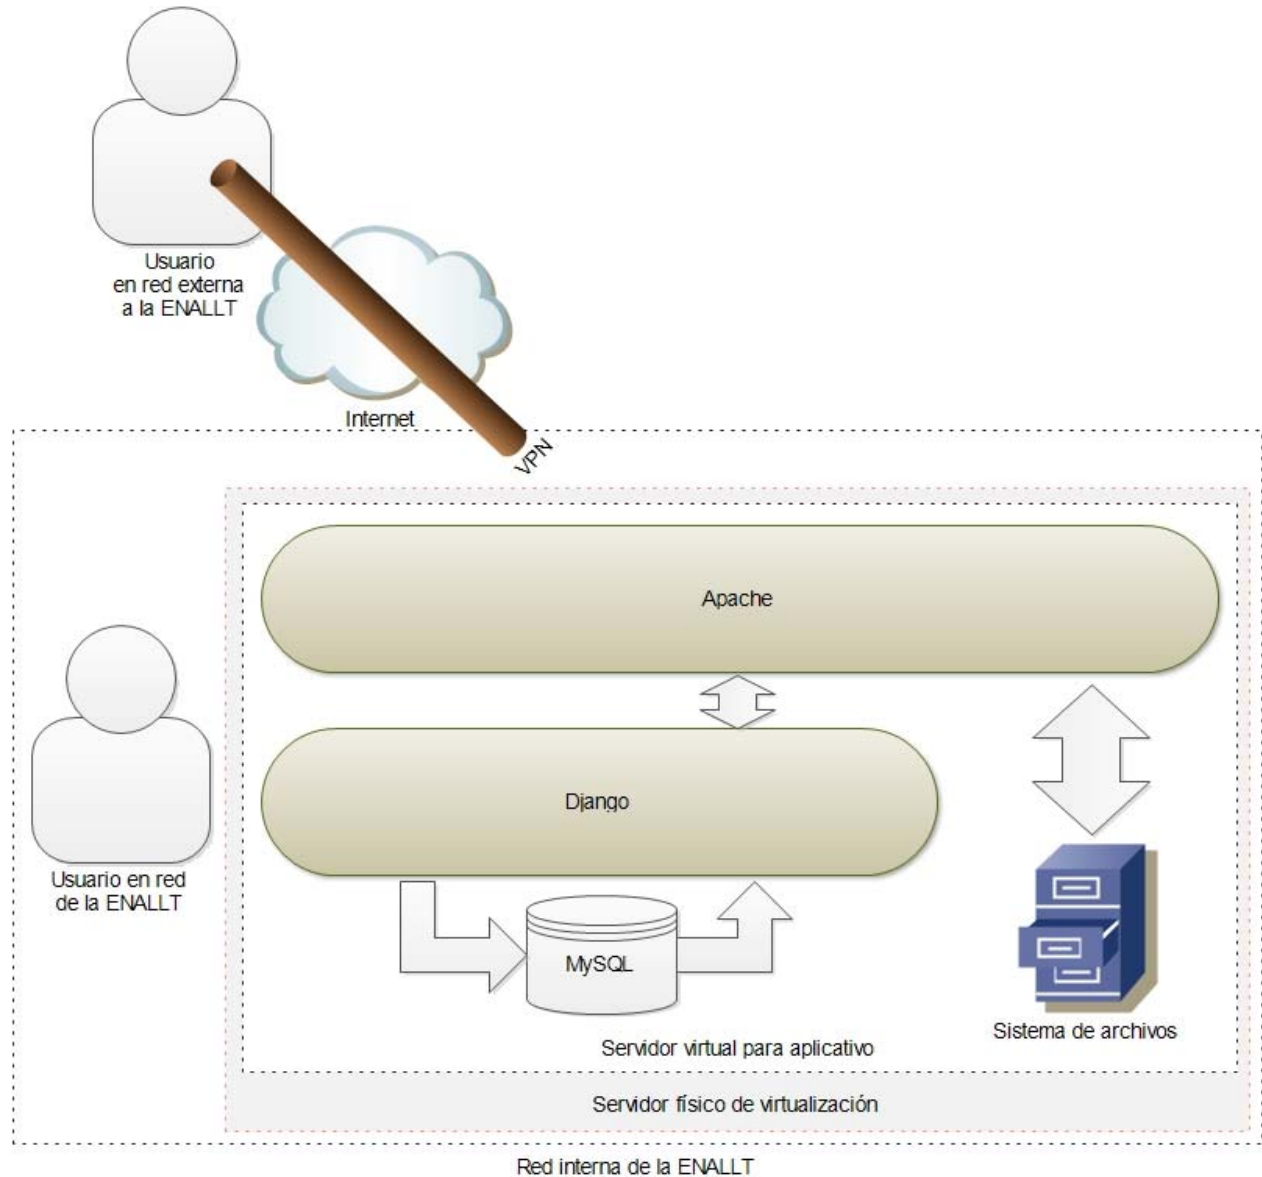 Usuario
en red externa
a la ENALLT
Internet
VPN
Apache
Django
Usuario en red
de la ENALLT
MySQL
Sistema de archivos
Servidor virtual para aplicativo
Servidor físico de virtualización
Red interna de la ENALLT